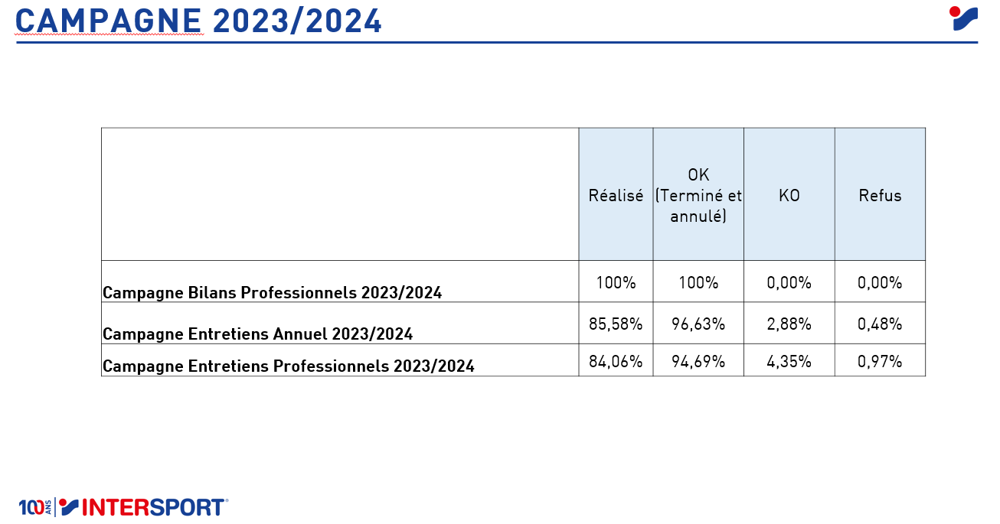 CAMPAGNE 2023/2024
Réalisé
OK
(Terminé et
annulé)
KO
Refus
Campagne Bilans Professionnels 2023/2024
100%
100%
0,00%
0,00%
Campagne Entretiens Annuel 2023/2024
85,58%
96,63%
2,88%
0,48%
Campagne Entretiens Professionnels 2023/2024
84,06%
94,69%
4,35%
0,97%
100 ANS
INTERSPORT®